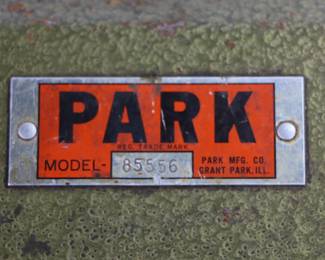 PARK
REG. TRADE MARK
MODEL- 85556 PARK MFG. CO.
GRANT PARK, ILL.